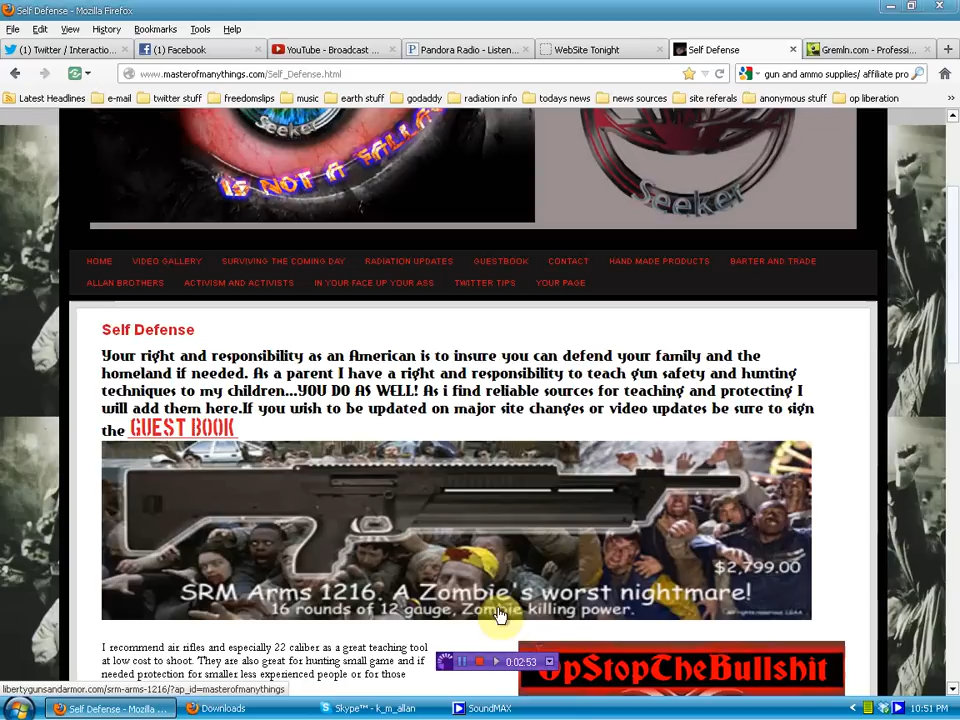 Self Defense - Mozilla Firefox
File Edit View History Bookmarks Tools Help
(1) Twitter / Interactio...
(1) Facebook
YouTube - Broadcast ...
Pandora Radio - Listen...
WebSite Tonight
Self Defense
Gremln.com - Professi...
www.masterofmanythings.com/Self_Defense.html
gun and ammo supplies/ affiliate pro
Latest Headlines e-mail twitter stuff freedomslips music earth stuff godaddy radiation info todays news news sources site referals anonymous stuff op liberation
Seeker
IS NOT A FALLA
Seeker
HOME VIDEO GALLERY SURVIVING THE COMING DAY RADIATION UPDATES GUESTBOOK CONTACT HAND MADE PRODUCTS BARTER AND TRADE
ALLAN BROTHERS ACTIVISM AND ACTIVISTS IN YOUR FACE UP YOUR ASS TWITTER TIPS YOUR PAGE
Self Defense
Your right and responsibility as an American is to insure you can defend your family and the
homeland if needed. As a parent I have a right and responsibility to teach gun safety and hunting
techniques to my children...YOU DO AS WELL! As i find reliable sources for teaching and protecting I
will add them here.If you wish to be updated on major site changes or video updates be sure to sign
the GUEST BOOK
$2,799.00
SRM Arms 1216. A Zombie's worst nightmare!
16 rounds of 12 gauge, Zombie killing power.
I recommend air rifles and especially 22 caliber as a great teaching tool
at low cost to shoot. They are also great for hunting small game and if
needed protection for smaller less experienced people or for those
0:02:53
OpStopTheBullshit
libertygunsandarmor.com/srm-arms-1216/?ap_id=masterofmanythings
Self Defense - Mozilla ...
Downloads
Skype™ - k_m_allan
SoundMAX
10:51 PM